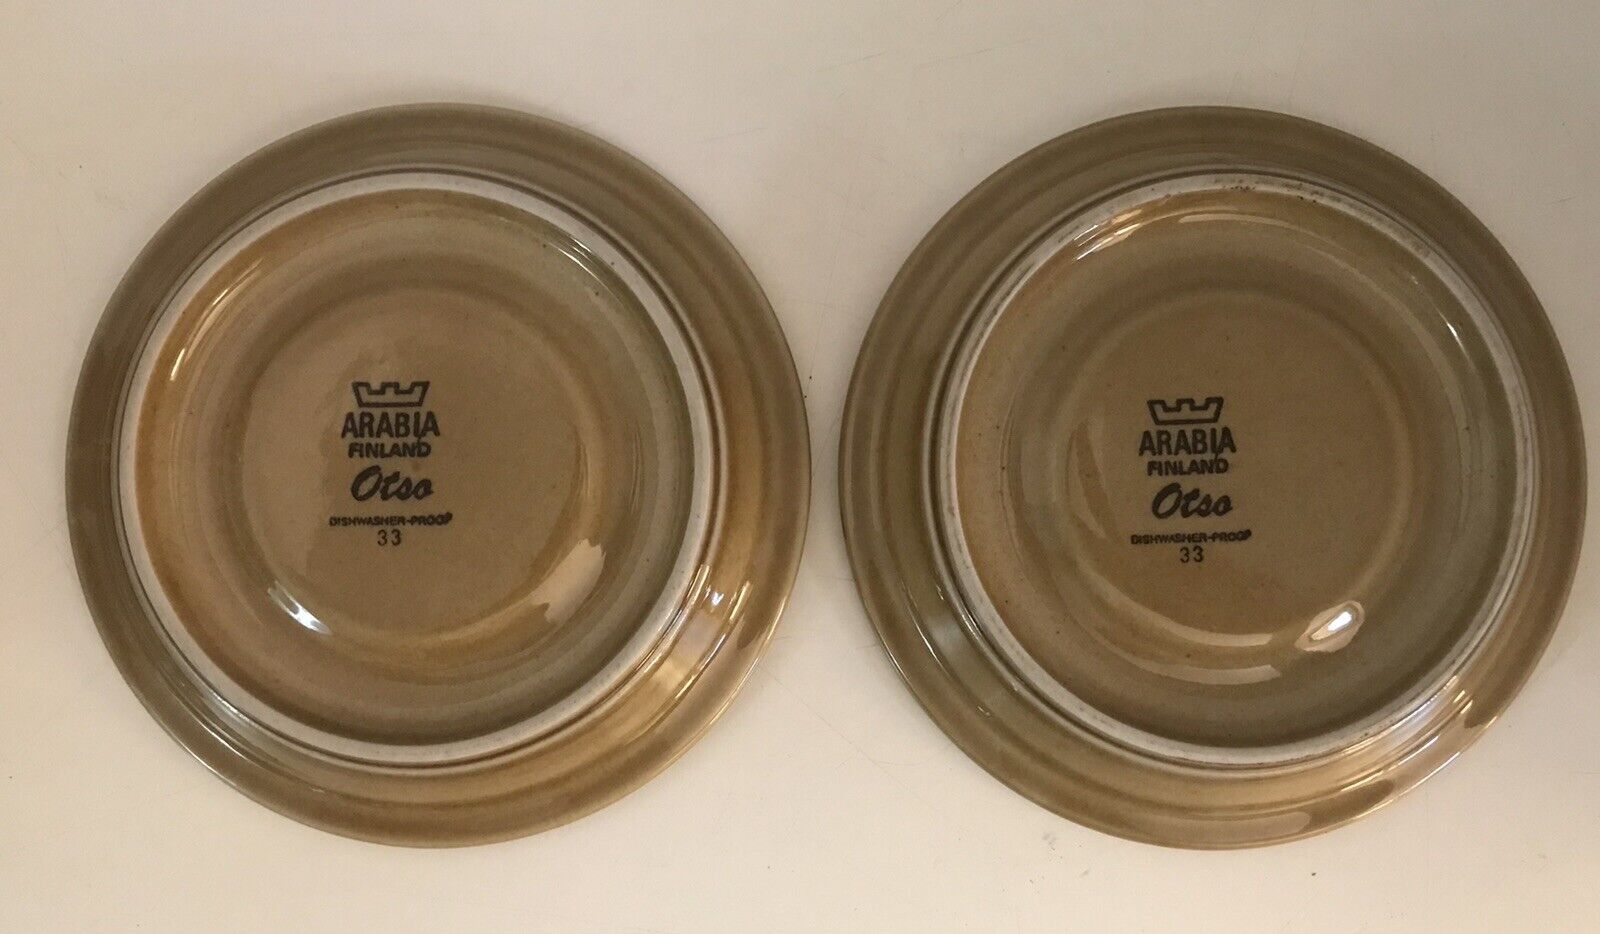 ARABIA
FINLAND
Otso
DISHWASHER-PROOF
33
ARABIA
FINLAND
Otso
DISHWASHER-PROOF
33